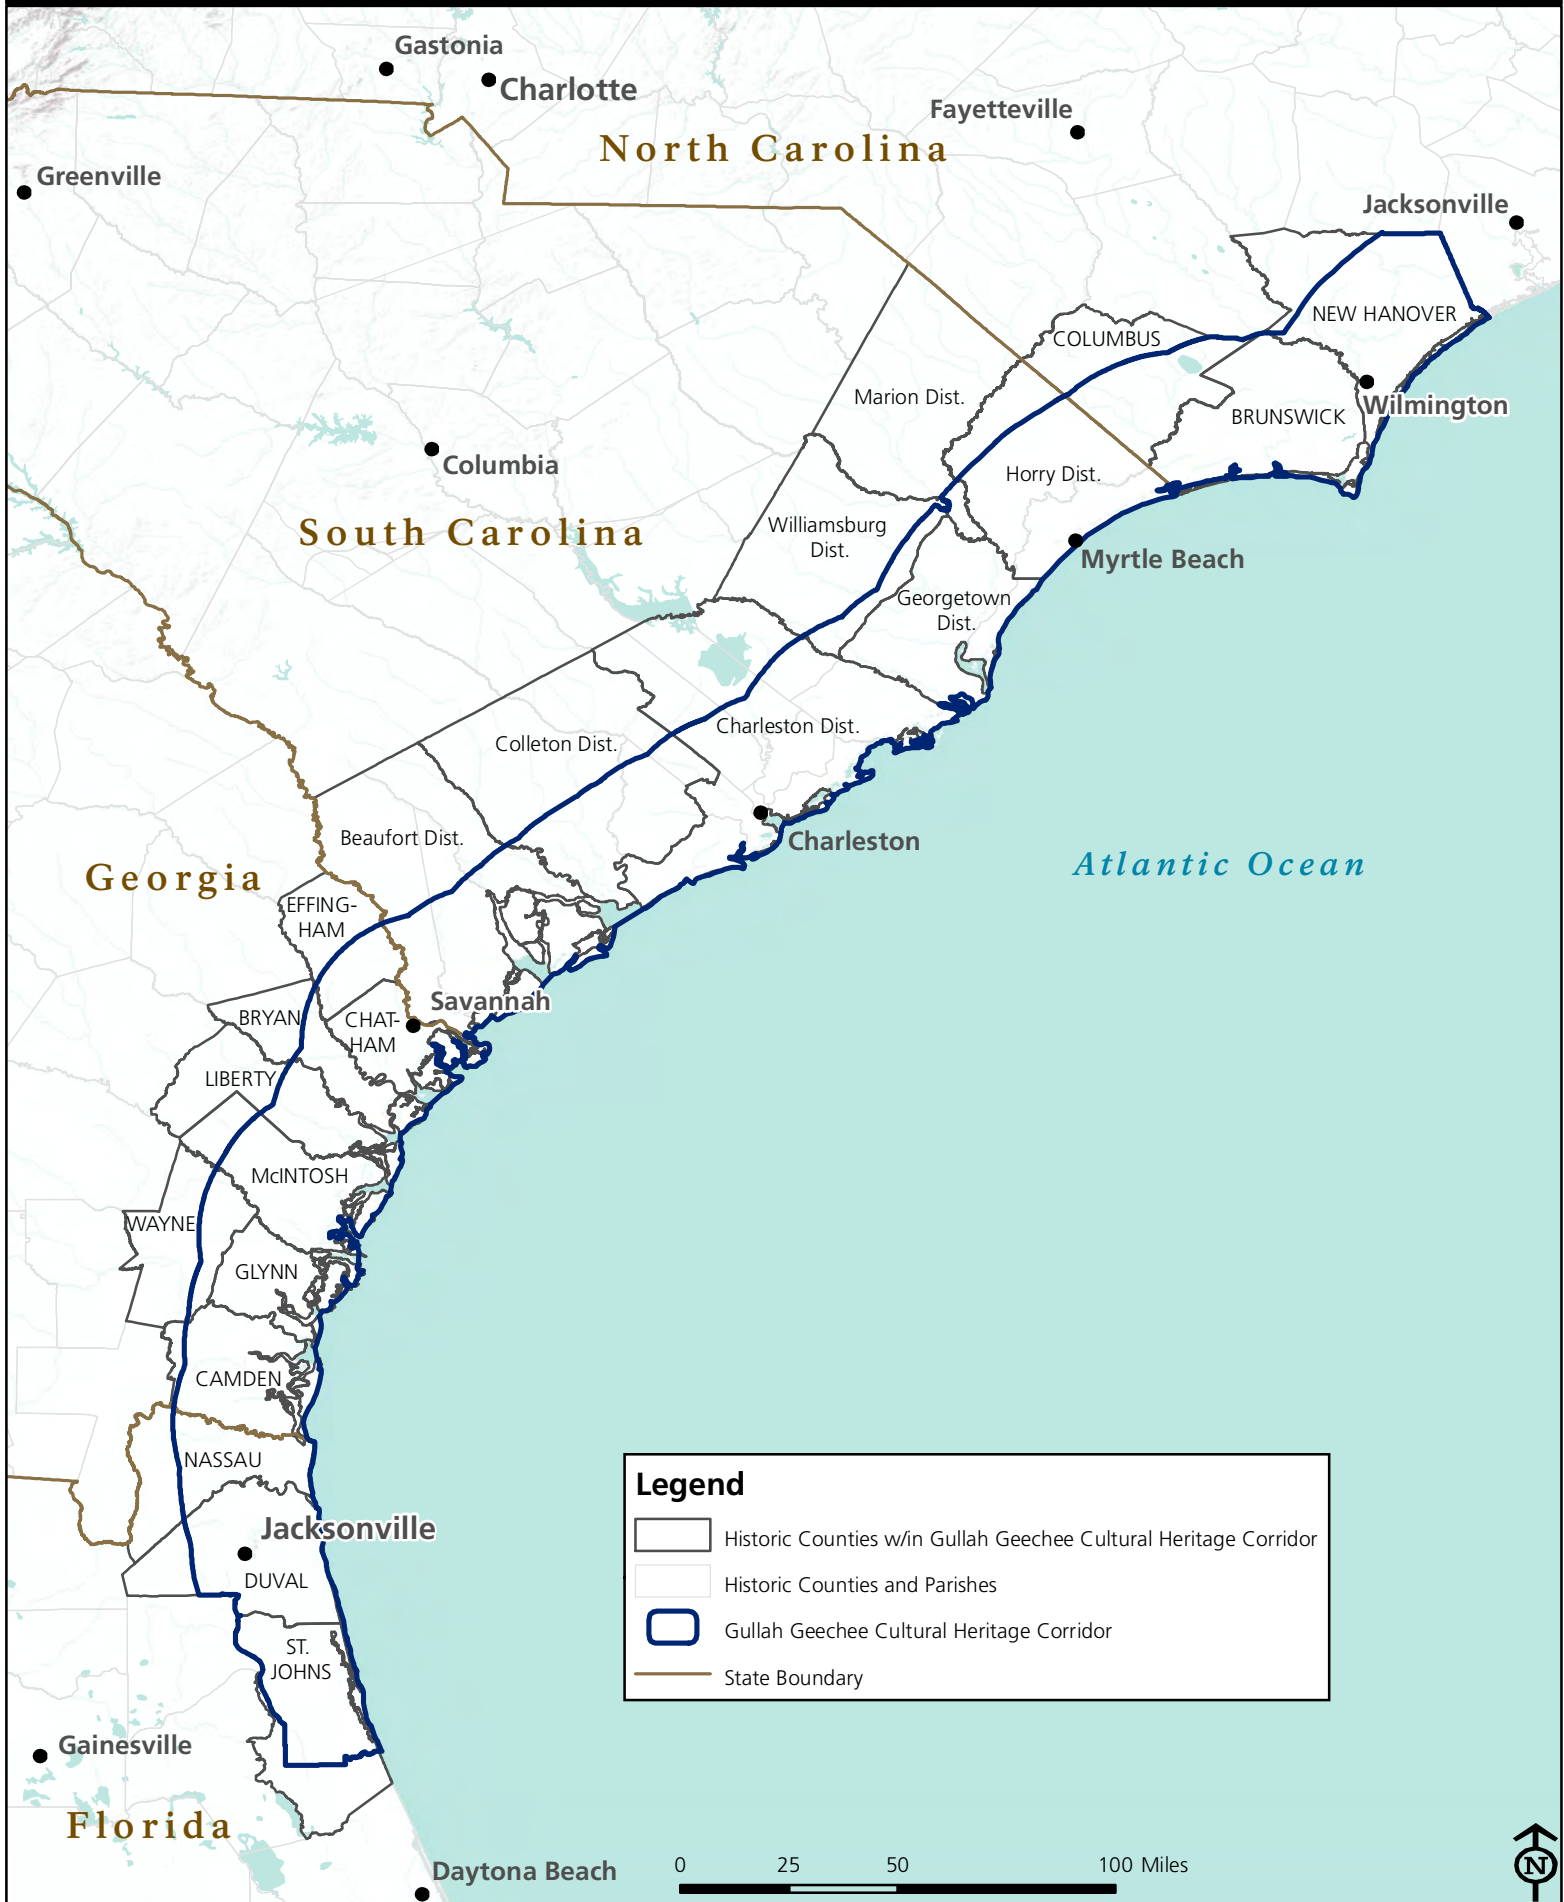 Gastonia
Charlotte
Fayetteville
North Carolina
Greenville
Jacksonville
NEW HANOVER
COLUMBUS
Marion Dist.
Wilmington
BRUNSWICK
Columbia
Horry Dist.
South Carolina
Williamsburg
Dist.
Myrtle Beach
Georgetown
Dist.
Charleston Dist.
Colleton Dist.
Beaufort Dist.
Charleston
Atlantic Ocean
Georgia
EFFING-
HAM
Savannah
BRYAN
CHAT-
HAM
LIBERTY
McINTOSH
WAYNE
GLYNN
CAMDEN
NASSAU
Jacksonville
DUVAL
ST.
JOHNS
Gainesville
Florida
Daytona Beach
Legend
Historic Counties w/in Gullah Geechee Cultural Heritage Corridor
Historic Counties and Parishes
Gullah Geechee Cultural Heritage Corridor
State Boundary
0 25 50 100 Miles
N